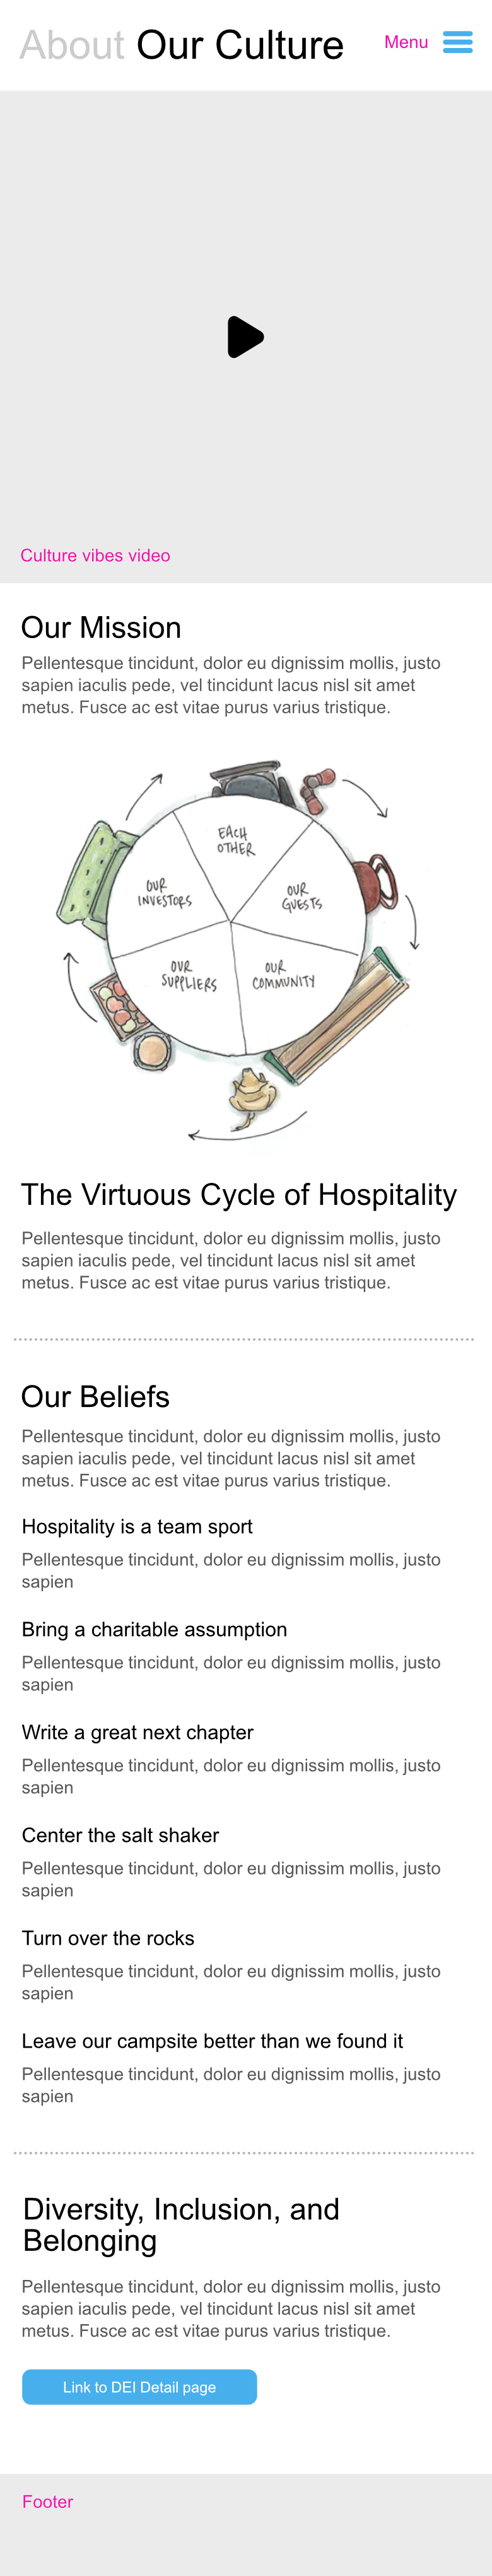 About Our Culture
Menu
Culture vibes video
Our Mission
Pellentesque tincidunt, dolor eu dignissim mollis, justo
sapien iaculis pede, vel tincidunt lacus nisl sit amet
metus. Fusce ac est vitae purus varius tristique.
EACH
OTHER
OUR
INVESTORS
OUR
GUESTS
OUR
SUPPLIERS
OUR
COMMUNITY
The Virtuous Cycle of Hospitality
Pellentesque tincidunt, dolor eu dignissim mollis, justo
sapien iaculis pede, vel tincidunt lacus nisl sit amet
metus. Fusce ac est vitae purus varius tristique.
Our Beliefs
Pellentesque tincidunt, dolor eu dignissim mollis, justo
sapien iaculis pede, vel tincidunt lacus nisl sit amet
metus. Fusce ac est vitae purus varius tristique.
Hospitality is a team sport
Pellentesque tincidunt, dolor eu dignissim mollis, justo
sapien
Bring a charitable assumption
Pellentesque tincidunt, dolor eu dignissim mollis, justo
sapien
Write a great next chapter
Pellentesque tincidunt, dolor eu dignissim mollis, justo
sapien
Center the salt shaker
Pellentesque tincidunt, dolor eu dignissim mollis, justo
sapien
Turn over the rocks
Pellentesque tincidunt, dolor eu dignissim mollis, justo
sapien
Leave our campsite better than we found it
Pellentesque tincidunt, dolor eu dignissim mollis, justo
sapien
Diversity, Inclusion, and
Belonging
Pellentesque tincidunt, dolor eu dignissim mollis, justo
sapien iaculis pede, vel tincidunt lacus nisl sit amet
metus. Fusce ac est vitae purus varius tristique.
Link to DEI Detail page
Footer